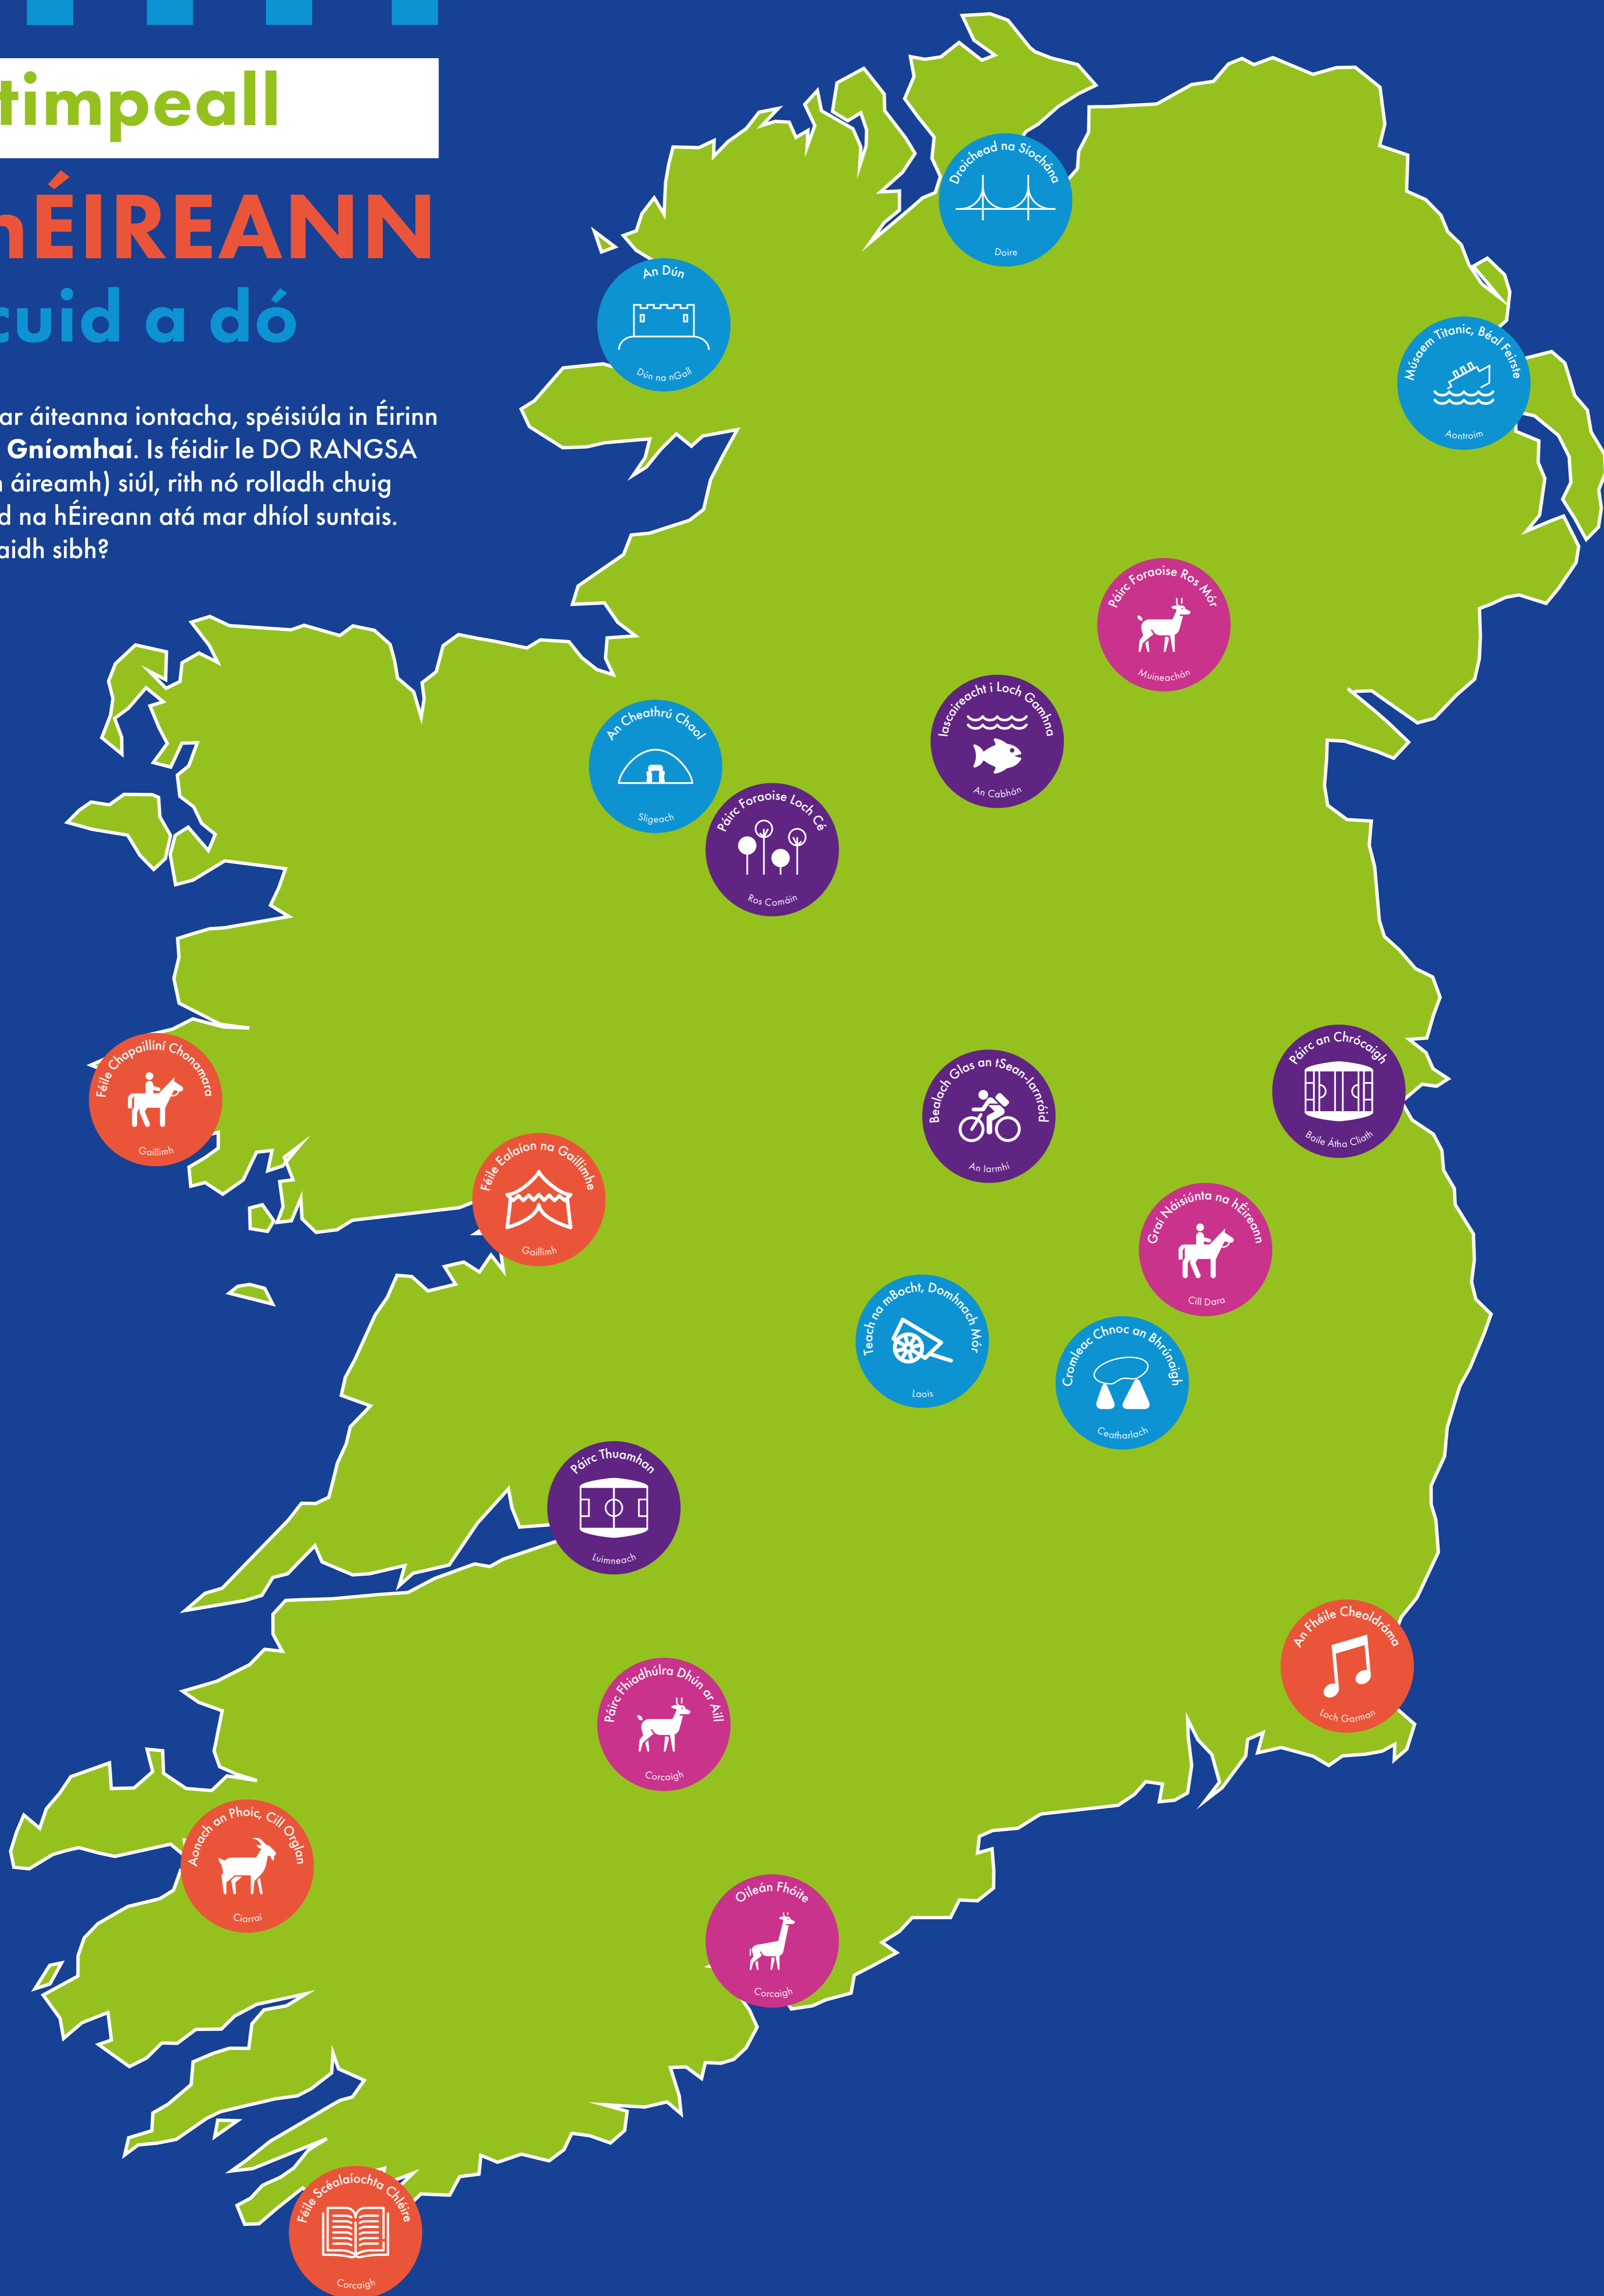 timpeall
hÉIREANN
cuid a dó
ar áiteanna iontacha, spéisiúla in Éirinn
Gníomhaí. Is féidir le DO RANGSA
n áireamh) siúl, rith nó rolladh chuig
d na hÉireann atá mar dhíol suntais.
aidh sibh?
Droichead na Síochána
Doire
An Dún
Dún na nGall
Músaem Titanic, Béal Feirste
Aontroim
Páirc Foraoise Ros Mór
Muineachán
Iascaireacht i Loch Gamhna
An Cabhán
An Cheathrú Chaol
Sligeach
Páirc Foraoise Loch Cé
Ros Comáin
Féile Chapaillíní Chonamara
Gaillimh
Páirc an Chrócaigh
Baile Átha Cliath
Bealach Glas an tSean-Iarnróid
An Iarmhí
Féile Ealaíon na Gaillimhe
Gaillimh
Graí Náisiúnta na hÉireann
Cill Dara
Teach na mBocht, Domhnach Mór
Laois
Cromleac Chnoc an Bhrúnaigh
Ceatharlach
Páirc Thuamhan
Luimneach
An Fhéile Cheoldráma
Loch Garman
Páirc Fhiadhúlra Dhún ar Aill
Corcaigh
Aonach an Phoic, Cill Orglan
Ciarraí
Oileán Fhóite
Corcaigh
Féile Scéalaíochta Chléire
Corcaigh